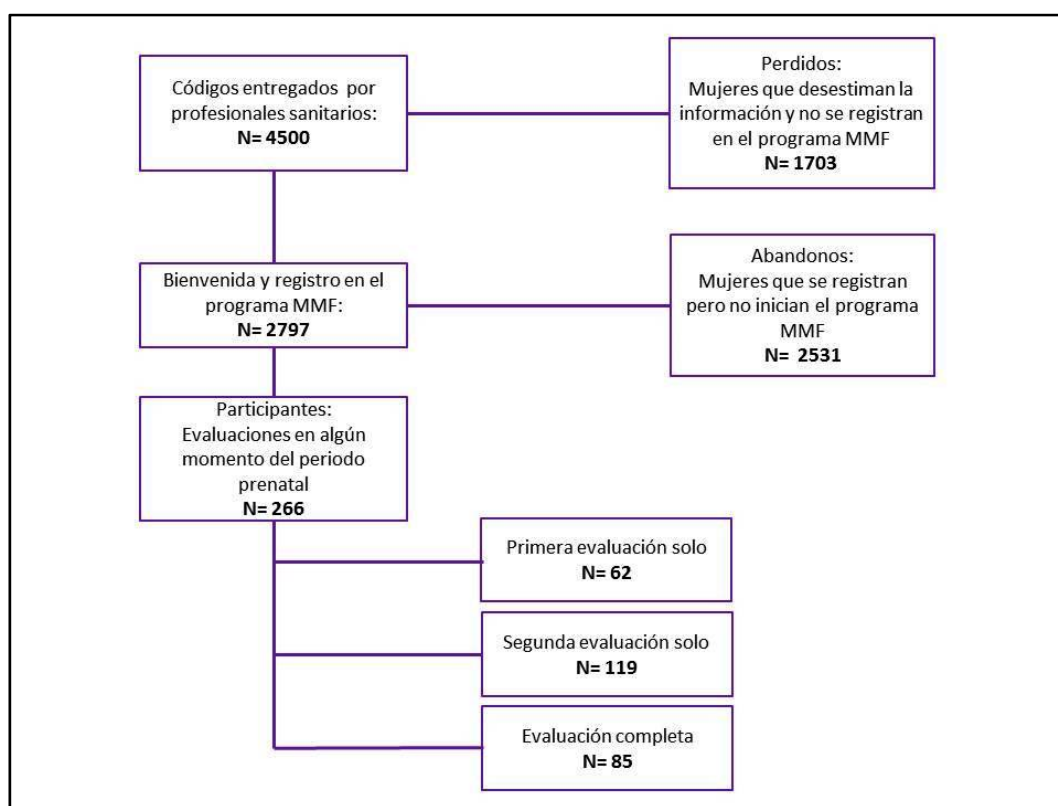 Códigos entregados por
profesionales sanitarios:
N= 4500
Perdidos:
Mujeres que desestiman la
información y no se registran
en el programa MMF
N= 1703
Bienvenida y registro en el
programa MMF:
N= 2797
Abandonos:
Mujeres que se registran
pero no inician el programa
MMF
N= 2531
Participantes:
Evaluaciones en algún
momento del periodo
prenatal
N= 266
Primera evaluación solo
N= 62
Segunda evaluación solo
N= 119
Evaluación completa
N= 85